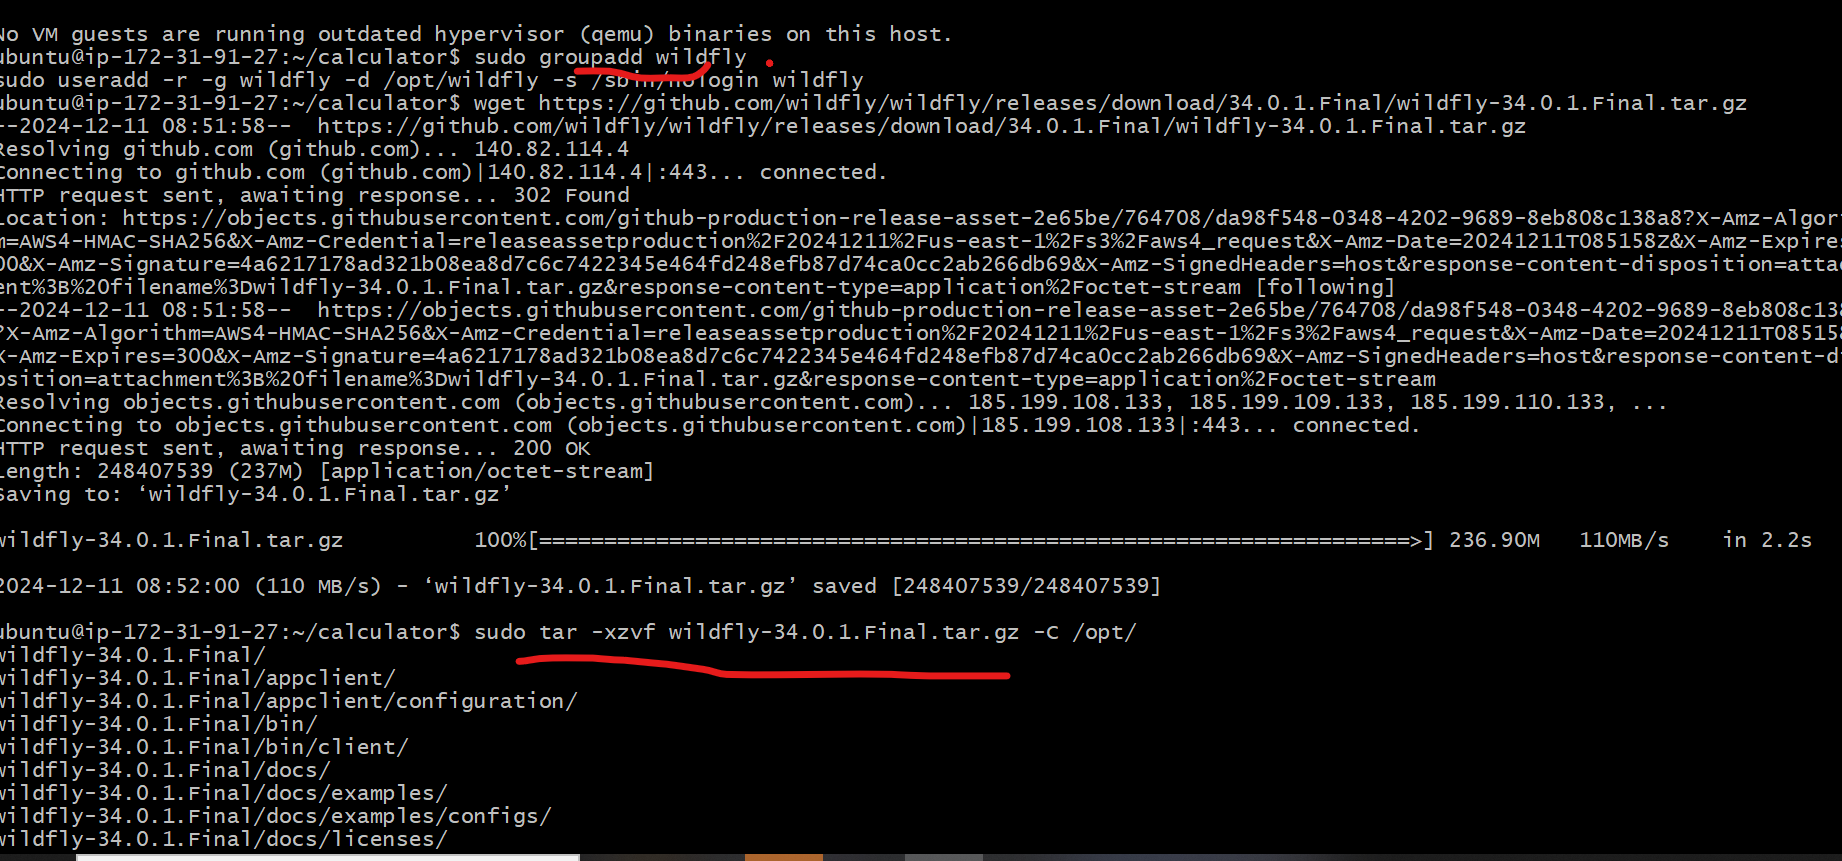 No VM guests are running outdated hypervisor (qemu) binaries on this host.
ubuntu@ip-172-31-91-27:~/calculator$ sudo groupadd wildfly
sudo useradd -r -g wildfly -d /opt/wildfly -s /sbin/nologin wildfly
ubuntu@ip-172-31-91-27:~/calculator$ wget https://github.com/wildfly/wildfly/releases/download/34.0.1.Final/wildfly-34.0.1.Final.tar.gz
--2024-12-11 08:51:58--  https://github.com/wildfly/wildfly/releases/download/34.0.1.Final/wildfly-34.0.1.Final.tar.gz
Resolving github.com (github.com)... 140.82.114.4
Connecting to github.com (github.com)|140.82.114.4|:443... connected.
HTTP request sent, awaiting response... 302 Found
Location: https://objects.githubusercontent.com/github-production-release-asset-2e65be/764708/da98f548-0348-4202-9689-8eb808c138a8?X-Amz-Algori
m=AWS4-HMAC-SHA256&X-Amz-Credential=releaseassetproduction%2F20241211%2Fus-east-1%2Fs3%2Faws4_request&X-Amz-Date=20241211T085158Z&X-Amz-Expires
00&X-Amz-Signature=4a6217178ad321b08ea8d7c6c7422345e464fd248efb87d74ca0cc2ab266db69&X-Amz-SignedHeaders=host&response-content-disposition=attac
ent%3B%20filename%3Dwildfly-34.0.1.Final.tar.gz&response-content-type=application%2Foctet-stream [following]
--2024-12-11 08:51:58--  https://objects.githubusercontent.com/github-production-release-asset-2e65be/764708/da98f548-0348-4202-9689-8eb808c138
?X-Amz-Algorithm=AWS4-HMAC-SHA256&X-Amz-Credential=releaseassetproduction%2F20241211%2Fus-east-1%2Fs3%2Faws4_request&X-Amz-Date=20241211T085158
X-Amz-Expires=300&X-Amz-Signature=4a6217178ad321b08ea8d7c6c7422345e464fd248efb87d74ca0cc2ab266db69&X-Amz-SignedHeaders=host&response-content-di
position=attachment%3B%20filename%3Dwildfly-34.0.1.Final.tar.gz&response-content-type=application%2Foctet-stream
Resolving objects.githubusercontent.com (objects.githubusercontent.com)... 185.199.108.133, 185.199.109.133, 185.199.110.133, ...
Connecting to objects.githubusercontent.com (objects.githubusercontent.com)|185.199.108.133|:443... connected.
HTTP request sent, awaiting response... 200 OK
Length: 248407539 (237M) [application/octet-stream]
Saving to: ‘wildfly-34.0.1.Final.tar.gz’
wildfly-34.0.1.Final.tar.gz 100%[===================================================================>] 236.90M 110MB/s in 2.2s
2024-12-11 08:52:00 (110 MB/s) - ‘wildfly-34.0.1.Final.tar.gz’ saved [248407539/248407539]
ubuntu@ip-172-31-91-27:~/calculator$ sudo tar -xzvf wildfly-34.0.1.Final.tar.gz -C /opt/
wildfly-34.0.1.Final/
wildfly-34.0.1.Final/appclient/
wildfly-34.0.1.Final/appclient/configuration/
wildfly-34.0.1.Final/bin/
wildfly-34.0.1.Final/bin/client/
wildfly-34.0.1.Final/docs/
wildfly-34.0.1.Final/docs/examples/
wildfly-34.0.1.Final/docs/examples/configs/
wildfly-34.0.1.Final/docs/licenses/